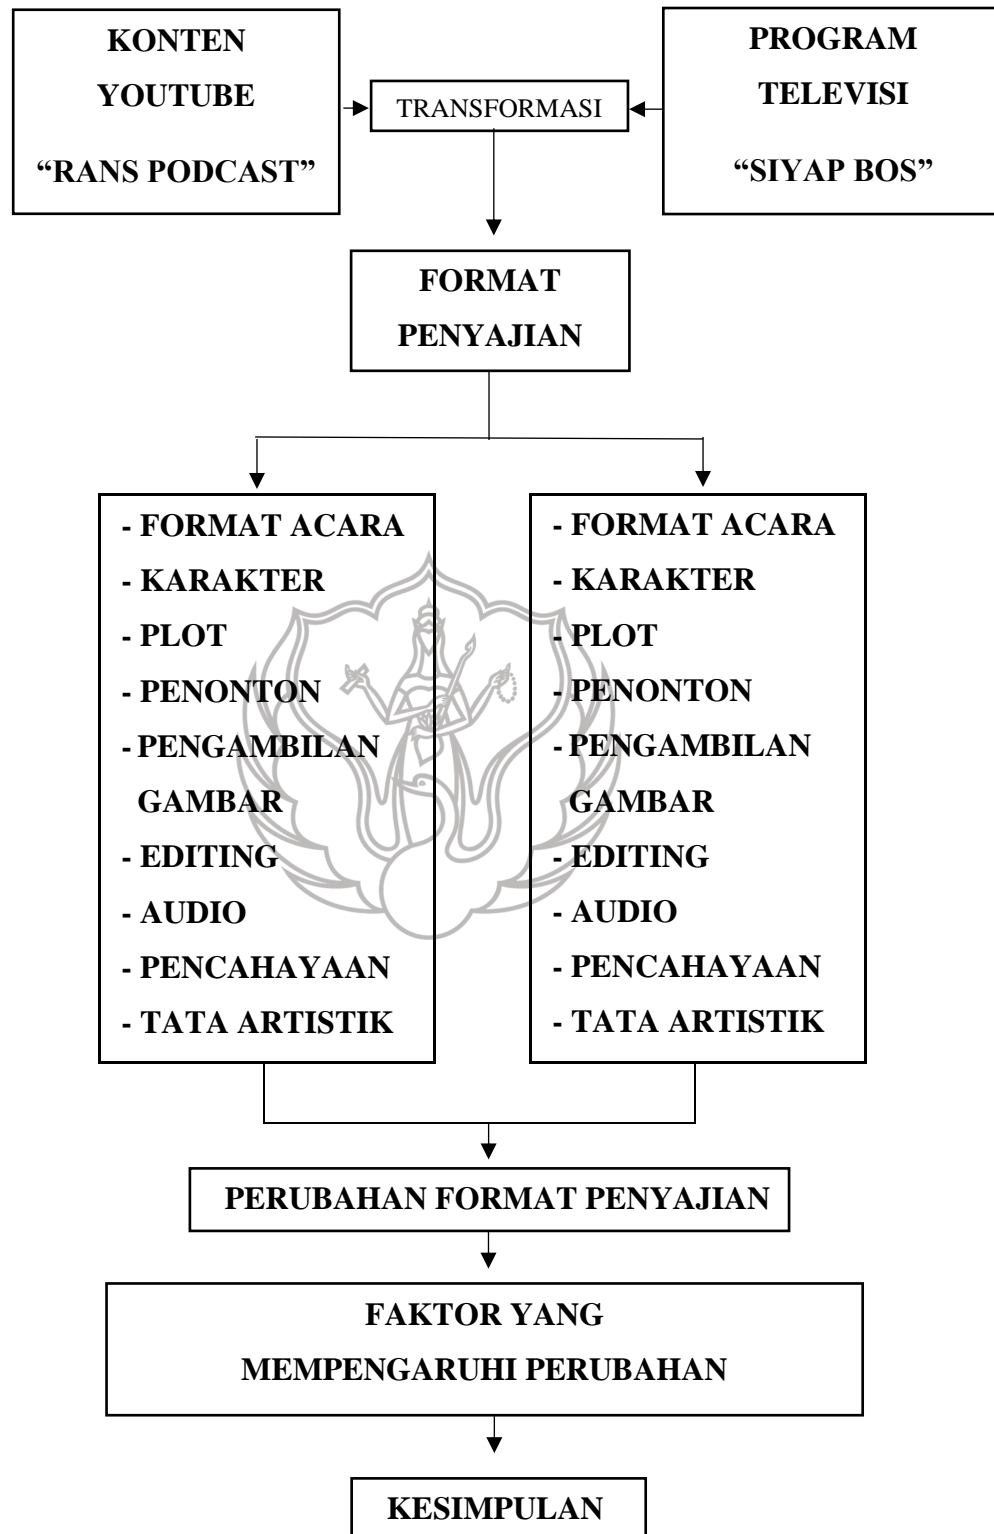 KONTEN
YOUTUBE
“RANS PODCAST”
TRANSFORMASI
PROGRAM
TELEVISI
“SIYAP BOS”
FORMAT
PENYAJIAN
- FORMAT ACARA
- KARAKTER
- PLOT
- PENONTON
- PENGAMBILAN
GAMBAR
- EDITING
- AUDIO
- PENCAHAYAAN
- TATA ARTISTIK
- FORMAT ACARA
- KARAKTER
- PLOT
- PENONTON
- PENGAMBILAN
GAMBAR
- EDITING
- AUDIO
- PENCAHAYAAN
- TATA ARTISTIK
PERUBAHAN FORMAT PENYAJIAN
FAKTOR YANG
MEMPENGARUHI PERUBAHAN
KESIMPULAN